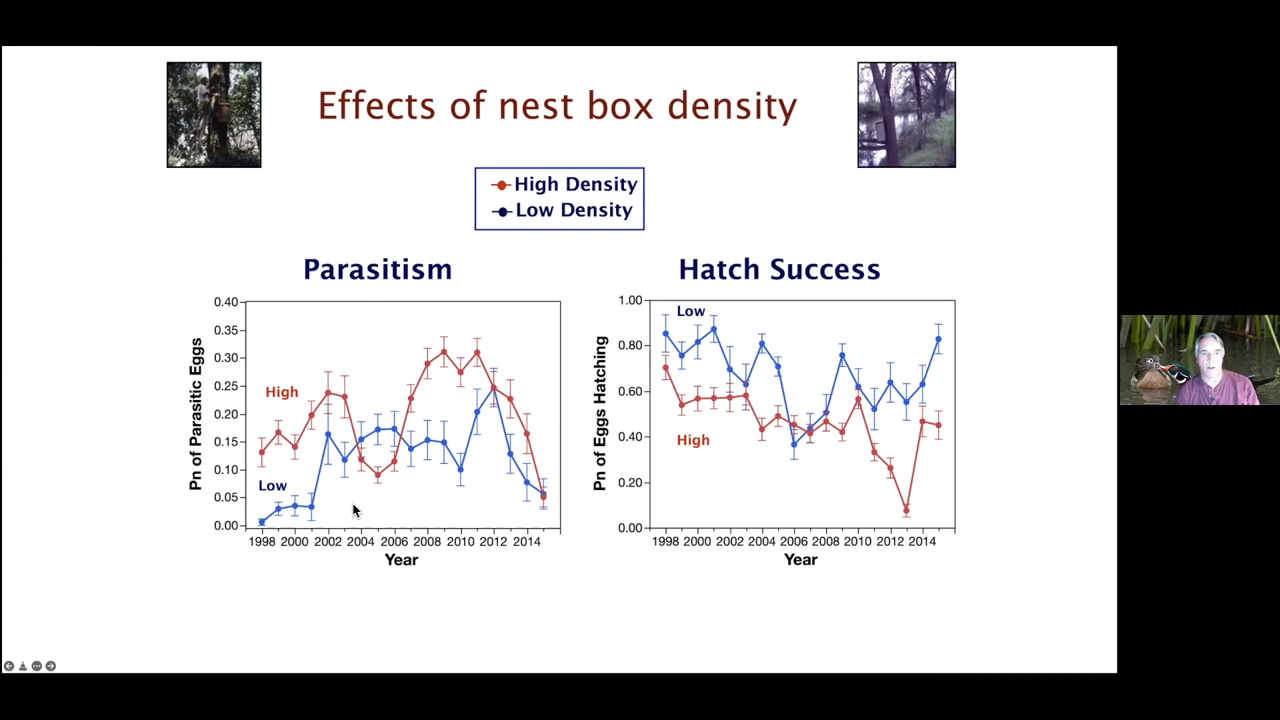 Effects of nest box density
High Density
Low Density
Parasitism
Hatch Success
Pn of Parasitic Eggs
0.40
0.35
0.30
0.25
0.20
0.15
0.10
0.05
0.00
High
Low
1998 2000 2002 2004 2006 2008 2010 2012 2014
Year
Pn of Eggs Hatching
1.00
0.80
0.60
0.40
0.20
0.00
Low
High
1998 2000 2002 2004 2006 2008 2010 2012 2014
Year